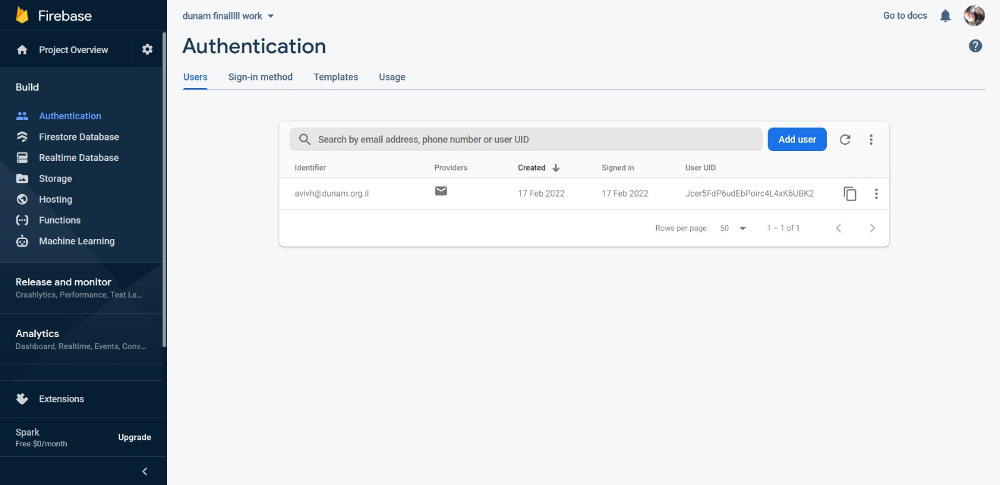 Firebase
Project Overview
Build
Authentication
Firestore Database
Realtime Database
Storage
Hosting
Functions
Machine Learning
Release and monitor
Crashlytics, Performance, Test La...
Analytics
Dashboard, Realtime, Events, Conv...
Extensions
Spark
Free $0/month
Upgrade
dunam finalllll work
Go to docs
Authentication
Users Sign-in method Templates Usage
Search by email address, phone number or user UID
Add user
Identifier Providers Created Signed in User UID
avivh@dunam.org.il 17 Feb 2022 17 Feb 2022 Jcer5FdP6udEbPoirc4L4xK6UBK2
Rows per page 50 1 – 1 of 1